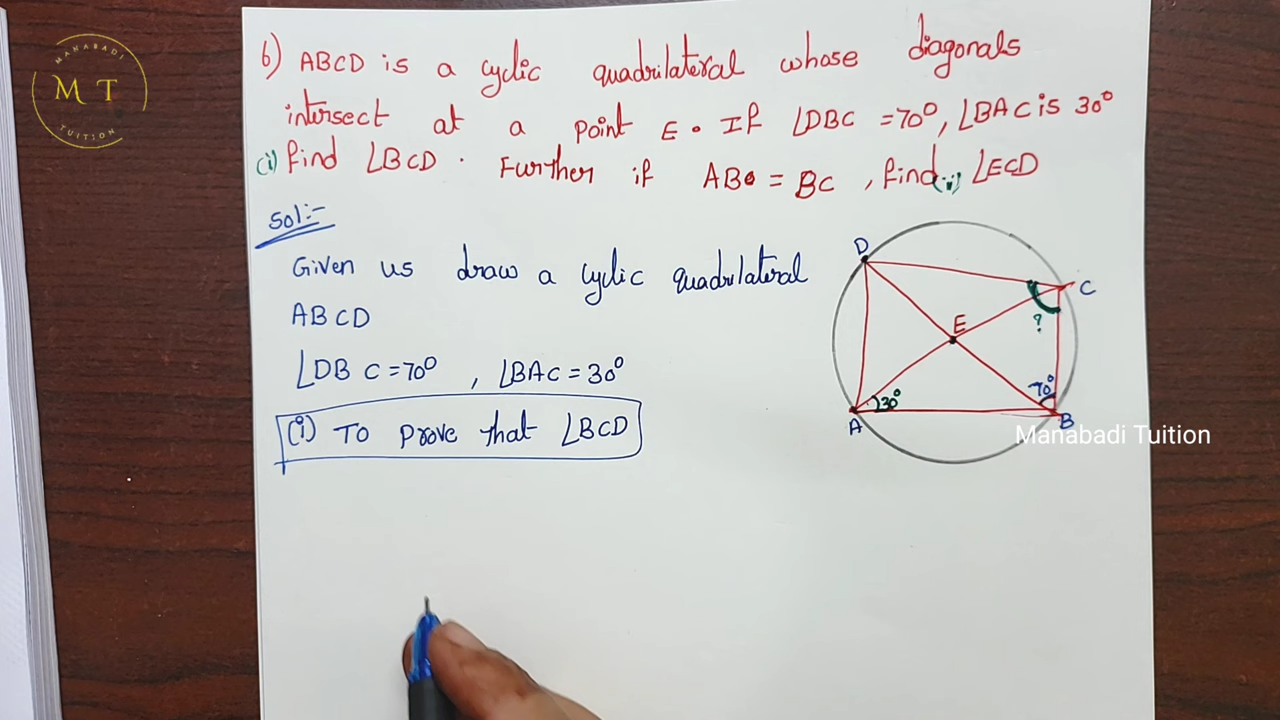 MANABADI
M T
TUITION
6) ABCD is a cyclic quadrilateral whose diagonals
intersect at a point E. If ∠DBC = 70°, ∠BAC is 30°
(i) find ∠BCD. Further if AB = BC, find (ii) ∠ECD
Sol:-
Given us draw a cyclic quadrilateral
ABCD
∠DBC = 70°, ∠BAC = 30°
(i) To prove that ∠BCD
D
C
E
?
70°
30°
A
B
Manabadi Tuition